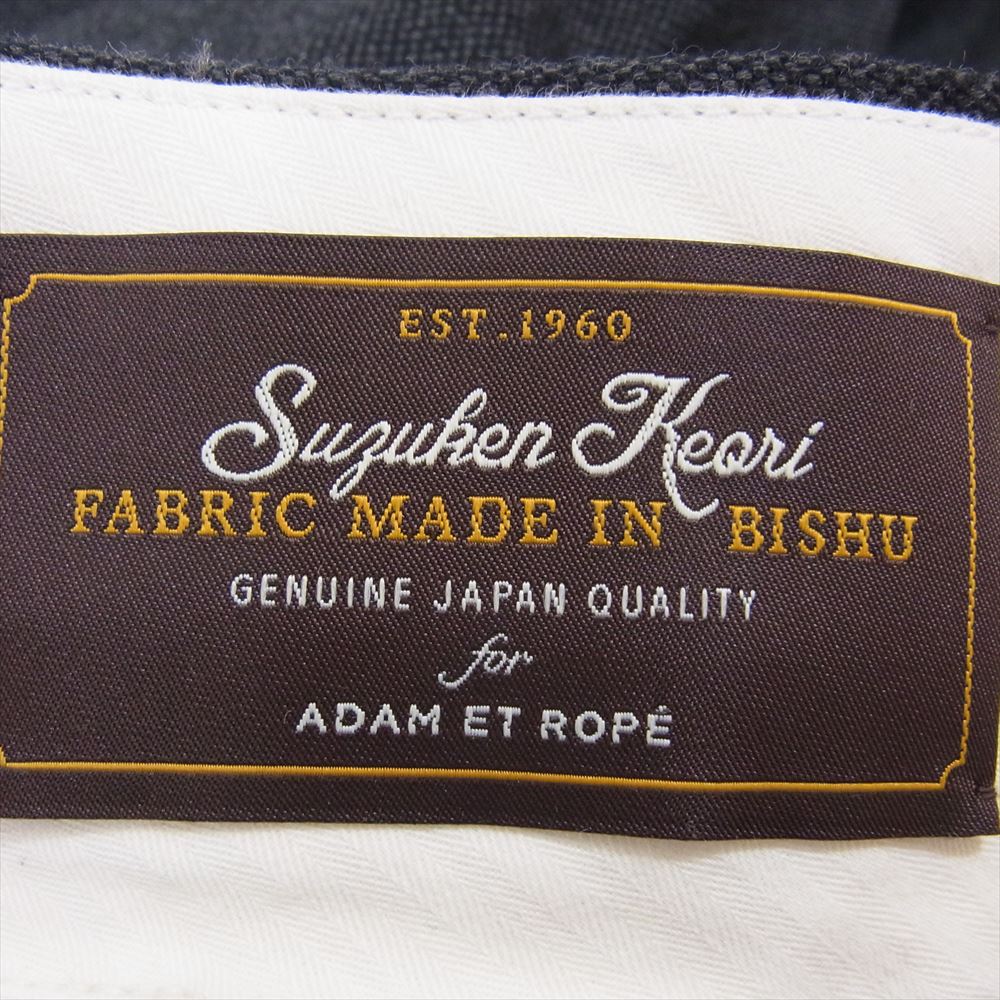 EST.1960
Suzuken Keori
FABRIC MADE IN BISHU
GENUINE JAPAN QUALITY
for
ADAM ET ROPÉ